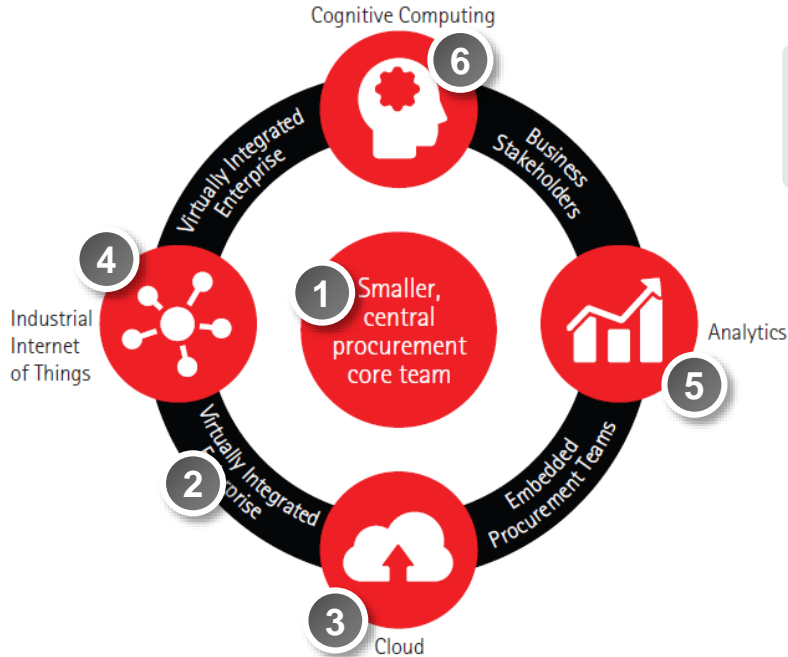 Cognitive Computing
6
Virtually Integrated
Enterprise
Business
Stakeholders
4
1
Smaller,
central
procurement
core team
Industrial
Internet
of Things
Analytics
5
Virtually Integrated
2
Embedded
Procurement Teams
3
Cloud